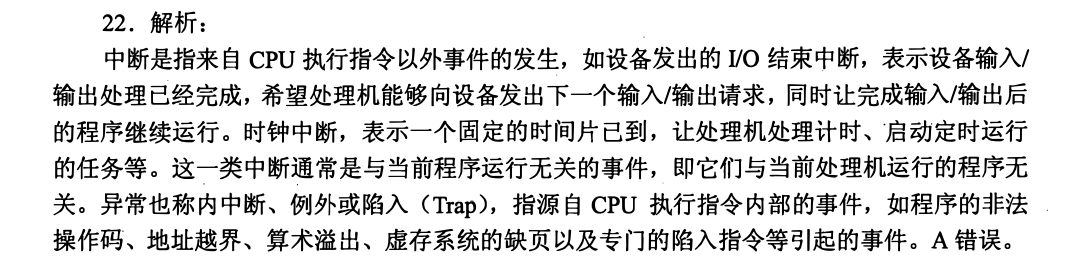 22．解析：
中断是指来自 CPU 执行指令以外事件的发生，如设备发出的 I/O 结束中断，表示设备输入/
输出处理已经完成，希望处理机能够向设备发出下一个输入/输出请求，同时让完成输入/输出后
的程序继续运行。时钟中断，表示一个固定的时间片已到，让处理机处理计时、启动定时运行
的任务等。这一类中断通常是与当前程序运行无关的事件，即它们与当前处理机运行的程序无
关。异常也称内中断、例外或陷入（Trap），指源自 CPU 执行指令内部的事件，如程序的非法
操作码、地址越界、算术溢出、虚存系统的缺页以及专门的陷入指令等引起的事件。A 错误。